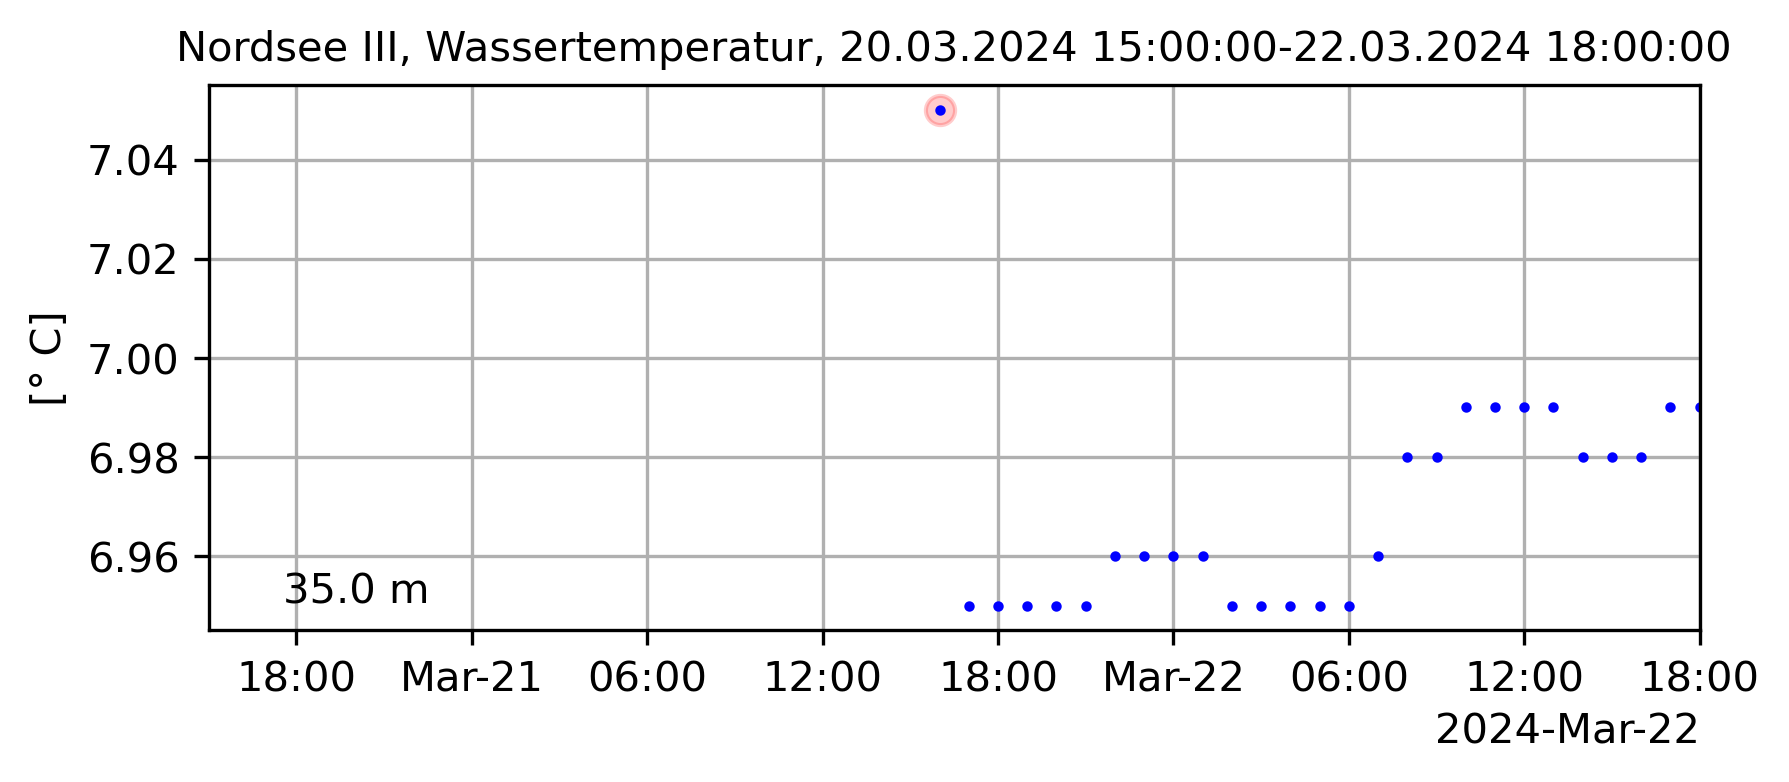 Nordsee III, Wassertemperatur, 20.03.2024 15:00:00-22.03.2024 18:00:00
[° C]
7.04
7.02
7.00
6.98
6.96
35.0 m
18:00 Mar-21 06:00 12:00 18:00 Mar-22 06:00 12:00 18:00
2024-Mar-22